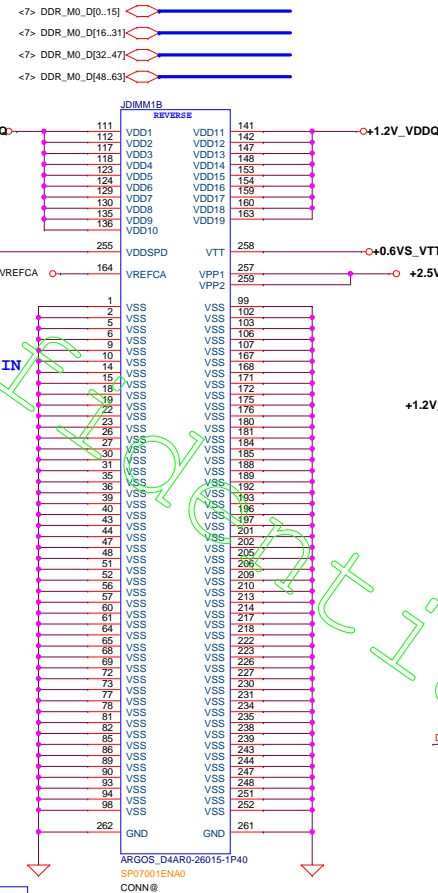 <7> DDR_M0_D[0..15]
<7> DDR_M0_D[16..31]
<7> DDR_M0_D[32..47]
<7> DDR_M0_D[48..63]
JDIMM1B
REVERSE
111 VDD1 VDD11 141 +1.2V_VDDQ
112 VDD2 VDD12 142
117 VDD3 VDD13 147
118 VDD4 VDD14 148
123 VDD5 VDD15 153
124 VDD6 VDD16 154
129 VDD7 VDD17 159
130 VDD8 VDD18 160
135 VDD9 VDD19 163
136 VDD10
255 VDDSPD VTT 258 +0.6VS_VTT
VREFCA 164 VREFCA VPP1 257 +2.5V
VPP2 259
1 VSS VSS 99
2 VSS VSS 102
5 VSS VSS 103
6 VSS VSS 106
9 VSS VSS 107
IN 10 VSS VSS 167
14 VSS VSS 168
15 VSS VSS 171
18 VSS VSS 172
19 VSS VSS 175 +1.2V_
22 VSS VSS 176
23 VSS VSS 180
26 VSS VSS 181
27 VSS VSS 184
30 VSS VSS 185
31 VSS VSS 188
35 VSS VSS 189
36 VSS VSS 192
39 VSS VSS 193
40 VSS VSS 196
43 VSS VSS 197
44 VSS VSS 201
47 VSS VSS 202
48 VSS VSS 205
51 VSS VSS 206
52 VSS VSS 209
56 VSS VSS 210
57 VSS VSS 213
60 VSS VSS 214
61 VSS VSS 217
64 VSS VSS 218
65 VSS VSS 222
68 VSS VSS 223
69 VSS VSS 226
72 VSS VSS 227
73 VSS VSS 230
77 VSS VSS 231
78 VSS VSS 234
81 VSS VSS 235
82 VSS VSS 238
85 VSS VSS 239
86 VSS VSS 243
89 VSS VSS 244
90 VSS VSS 247
93 VSS VSS 248
94 VSS VSS 251
98 VSS VSS 252
262 GND GND 261
ARGOS_D4AR0-26015-1P40
SP07001ENA0
CONN@